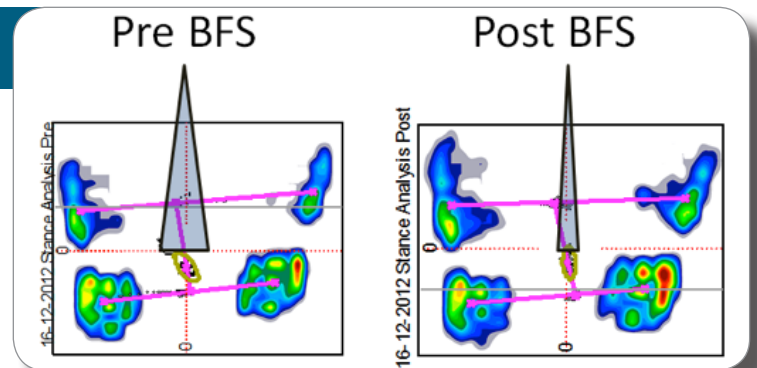 Pre BFS
Post BFS
16-12-2012 Stance Analysis Pre
0
0
16-12-2012 Stance Analysis Post
0
0